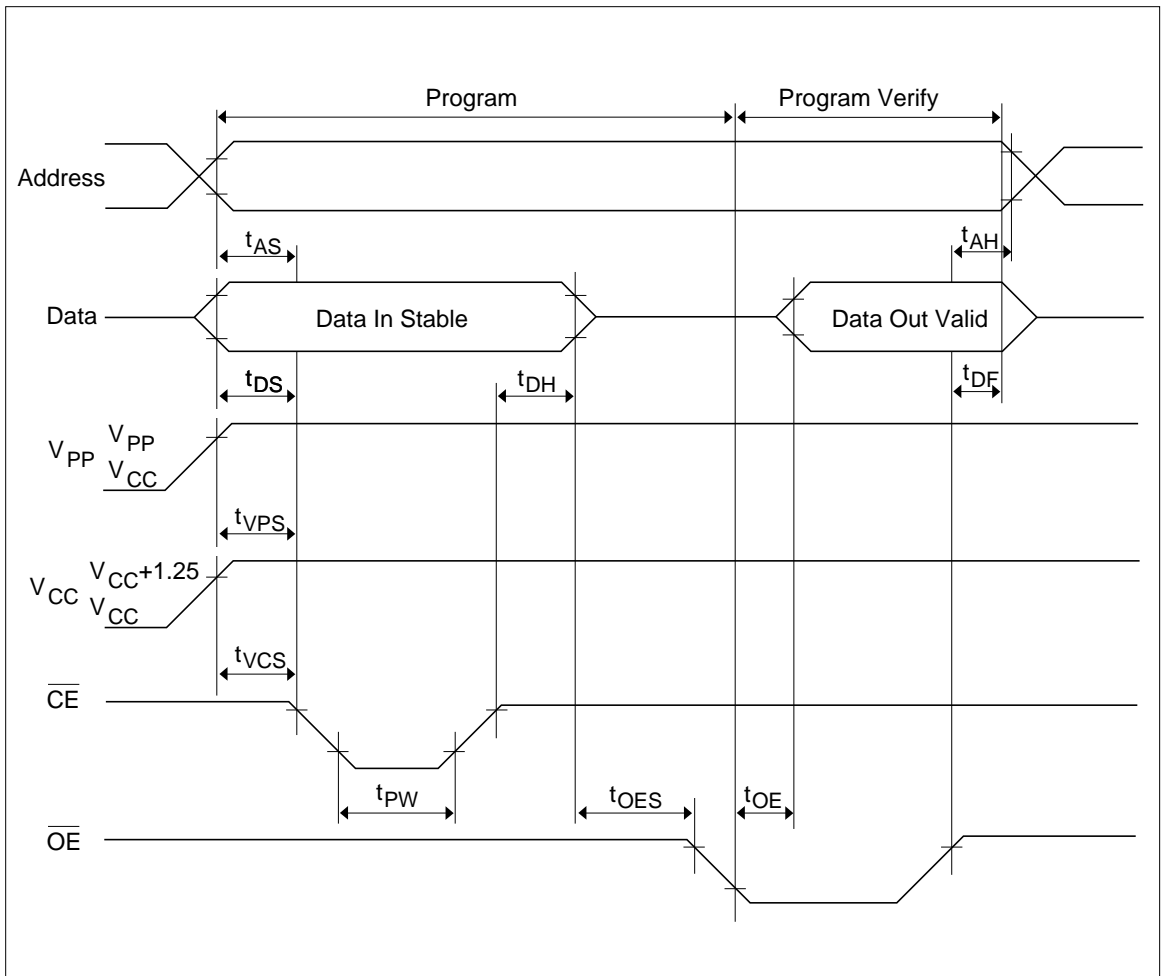 Program Program Verify
Address
tAS tAH
Data Data In Stable Data Out Valid
tDS tDH tDF
VPP VPP
VCC
tVPS
VCC VCC+1.25
VCC
tVCS
CE
tPW tOES tOE
OE